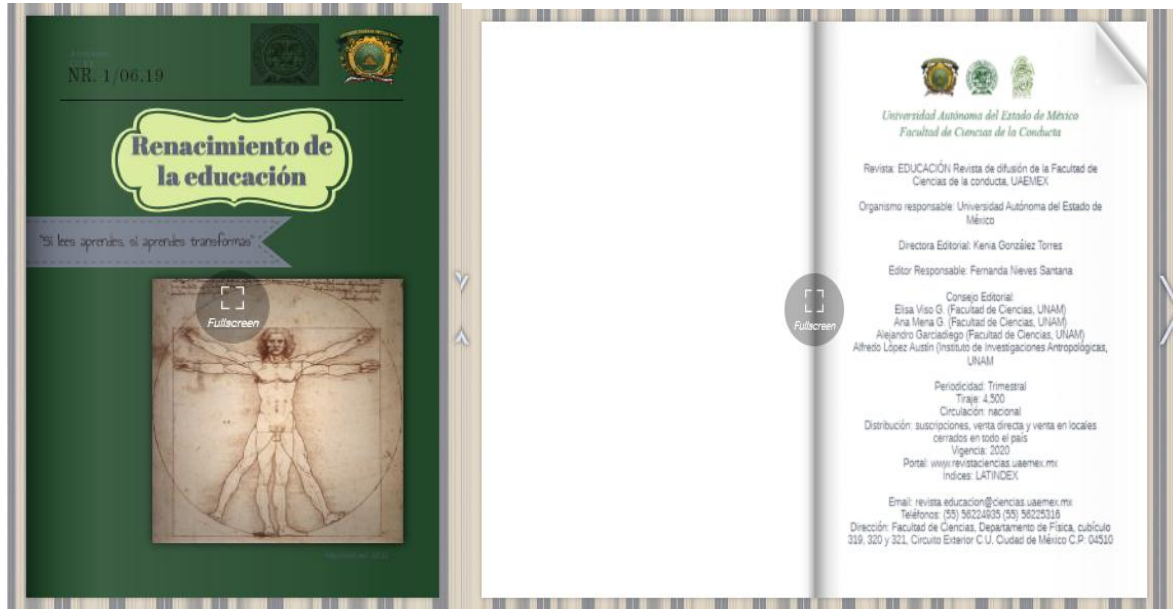 NR. 1/06.19
Renacimiento de
la educación
"Si lees aprendes, si aprendes transformas"
Fullscreen
Universidad Autónoma del Estado de México
Facultad de Ciencias de la Conducta
Revista: EDUCACIÓN Revista de difusión de la Facultad de
Ciencias de la conducta, UAEMEX
Organismo responsable: Universidad Autónoma del Estado de
México
Directora Editorial: Kenia González Torres
Editor Responsable: Fernanda Nieves Santana
Fullscreen
Consejo Editorial:
Elisa Viso G. (Facultad de Ciencias, UNAM)
Ana Mena G. (Facultad de Ciencias, UNAM)
Alejandro Garciadiego (Facultad de Ciencias, UNAM)
Alfredo López Austín (Instituto de Investigaciones Antropológicas,
UNAM
Periodicidad: Trimestral
Tiraje: 4,500
Circulación: nacional
Distribución: suscripciones, venta directa y venta en locales
cerrados en todo el país
Vigencia: 2020
Portal: www.revistaciencias.uaemex.mx
Indices: LATINDEX
Email: revista.educacion@ciencias.uaemex.mx
Teléfonos: (55) 56224935 (55) 56225316
Dirección: Facultad de Ciencias, Departamento de Física, cubículo
319, 320 y 321, Circuito Exterior C.U. Ciudad de México C.P. 04510